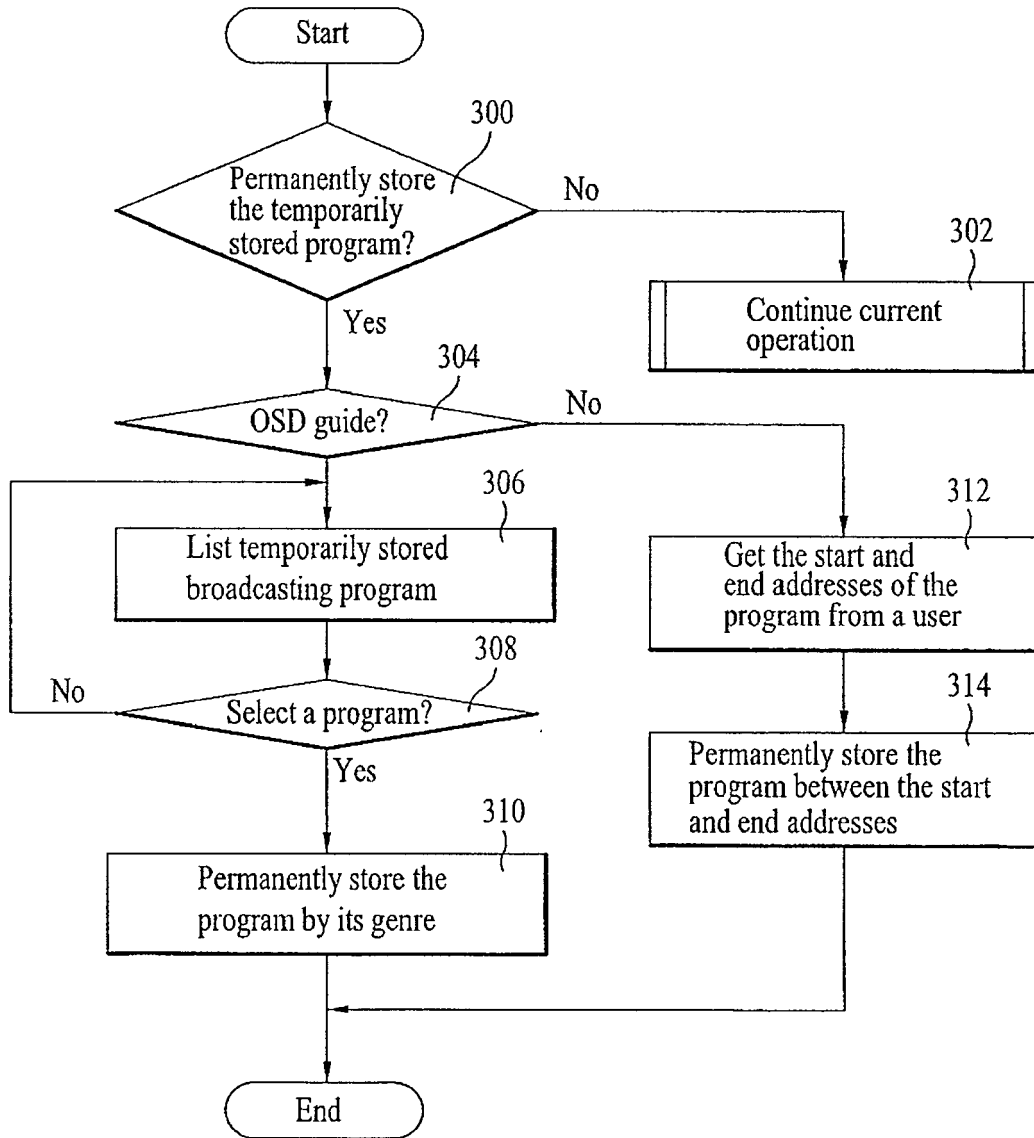 Start
300
Permanently store
the temporarily
stored program?
No
302
Continue current
operation
Yes
304
OSD guide?
No
306
List temporarily stored
broadcasting program
312
Get the start and
end addresses of the
program from a user
308
No
Select a program?
314
Permanently store the
program between the start
and end addresses
Yes
310
Permanently store the
program by its genre
End